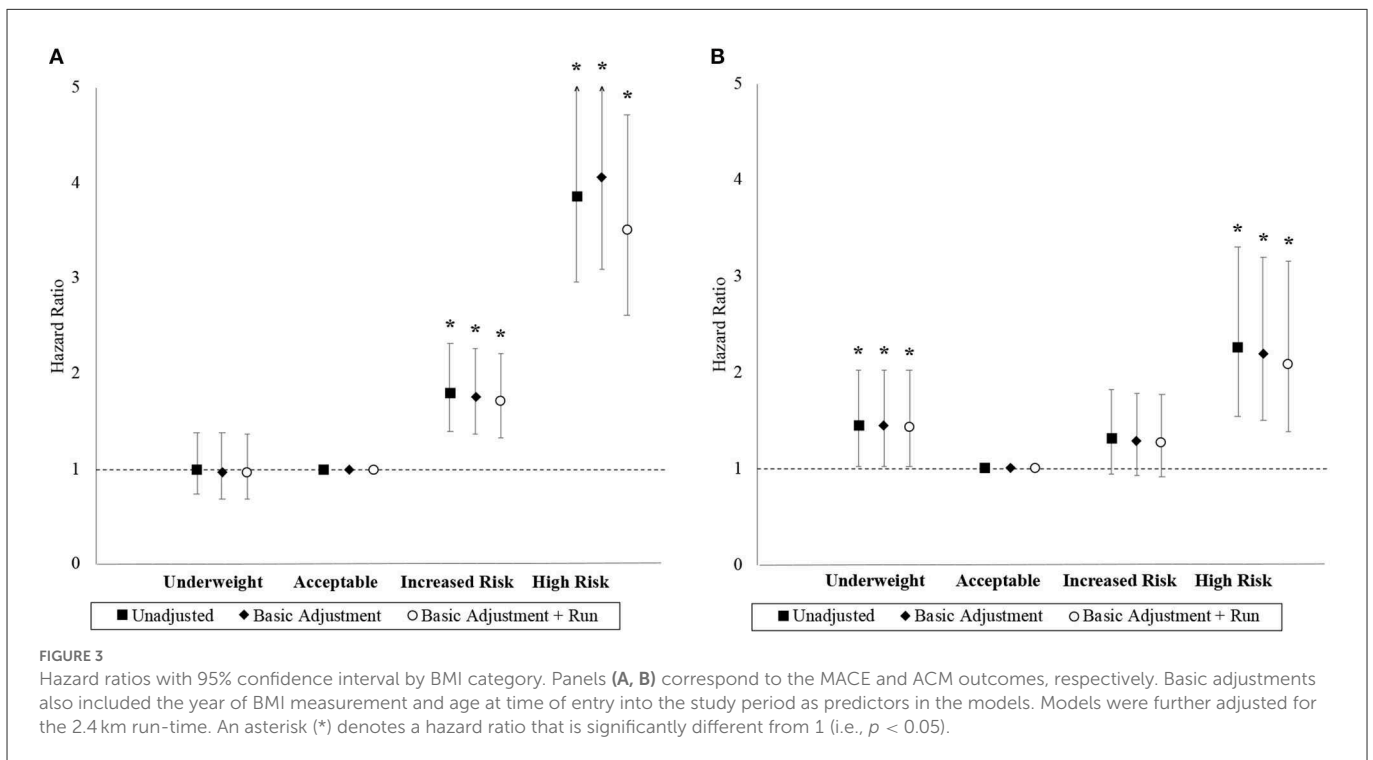 A
B
* *
*
5
4
3
2
1
0
Hazard Ratio
* * *
Underweight Acceptable Increased Risk High Risk
■ Unadjusted ◆ Basic Adjustment ○ Basic Adjustment + Run
5
4
3
2
1
0
Hazard Ratio
* * *
* * *
Underweight Acceptable Increased Risk High Risk
■ Unadjusted ◆ Basic Adjustment ○ Basic Adjustment + Run
FIGURE 3
Hazard ratios with 95% confidence interval by BMI category. Panels (A, B) correspond to the MACE and ACM outcomes, respectively. Basic adjustments
also included the year of BMI measurement and age at time of entry into the study period as predictors in the models. Models were further adjusted for
the 2.4 km run-time. An asterisk (*) denotes a hazard ratio that is significantly different from 1 (i.e., p < 0.05).